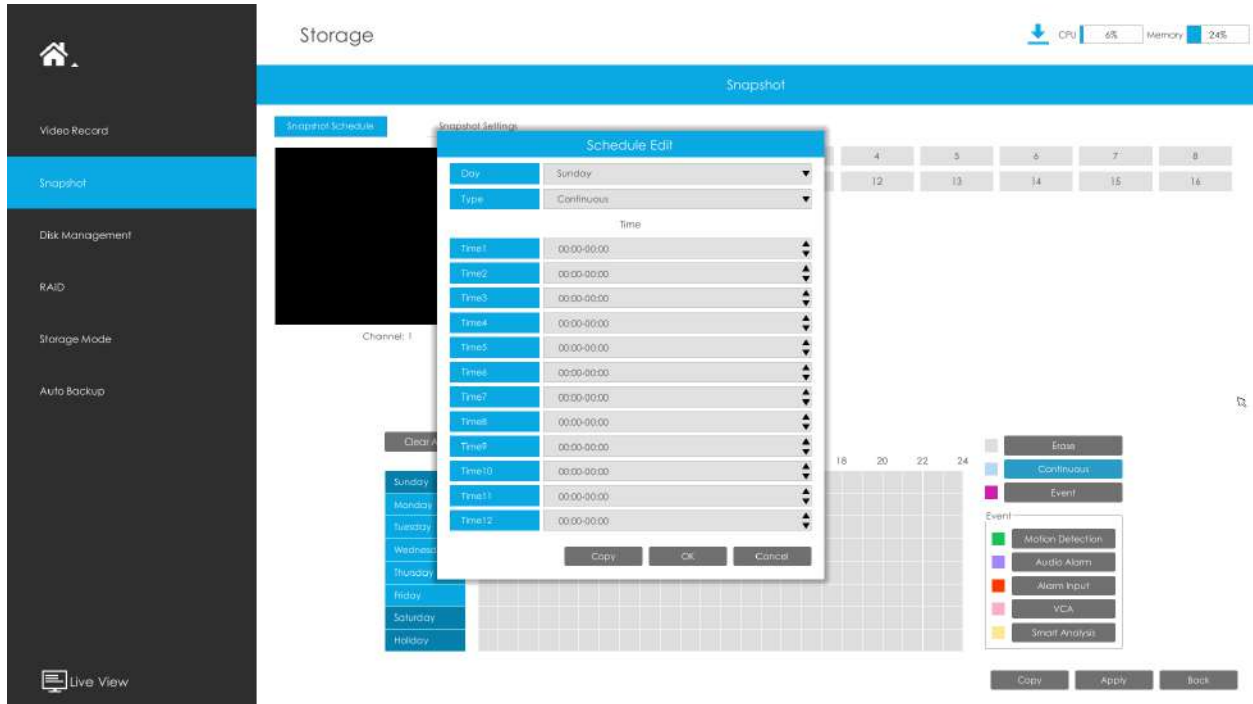 Storage
CPU 6% Memory 24%
Snapshot
Video Record
Snapshot
Disk Management
RAID
Storage Mode
Auto Backup
Live View
Snapshot Schedule
Snapshot Settings
4 5 6 7 8
12 13 14 15 16
Channel: 1
Schedule Edit
Day Sunday
Type Continuous
Time
Time1 00:00-00:00
Time2 00:00-00:00
Time3 00:00-00:00
Time4 00:00-00:00
Time5 00:00-00:00
Time6 00:00-00:00
Time7 00:00-00:00
Time8 00:00-00:00
Time9 00:00-00:00
Time10 00:00-00:00
Time11 00:00-00:00
Time12 00:00-00:00
Copy OK Cancel
Clear
18 20 22 24
Sunday
Monday
Tuesday
Thursday
Friday
Saturday
Holiday
Erase
Continuous
Event
Event
Motion Detection
Audio Alarm
Alarm Input
VCA
Smart Analysis
Copy Apply Back